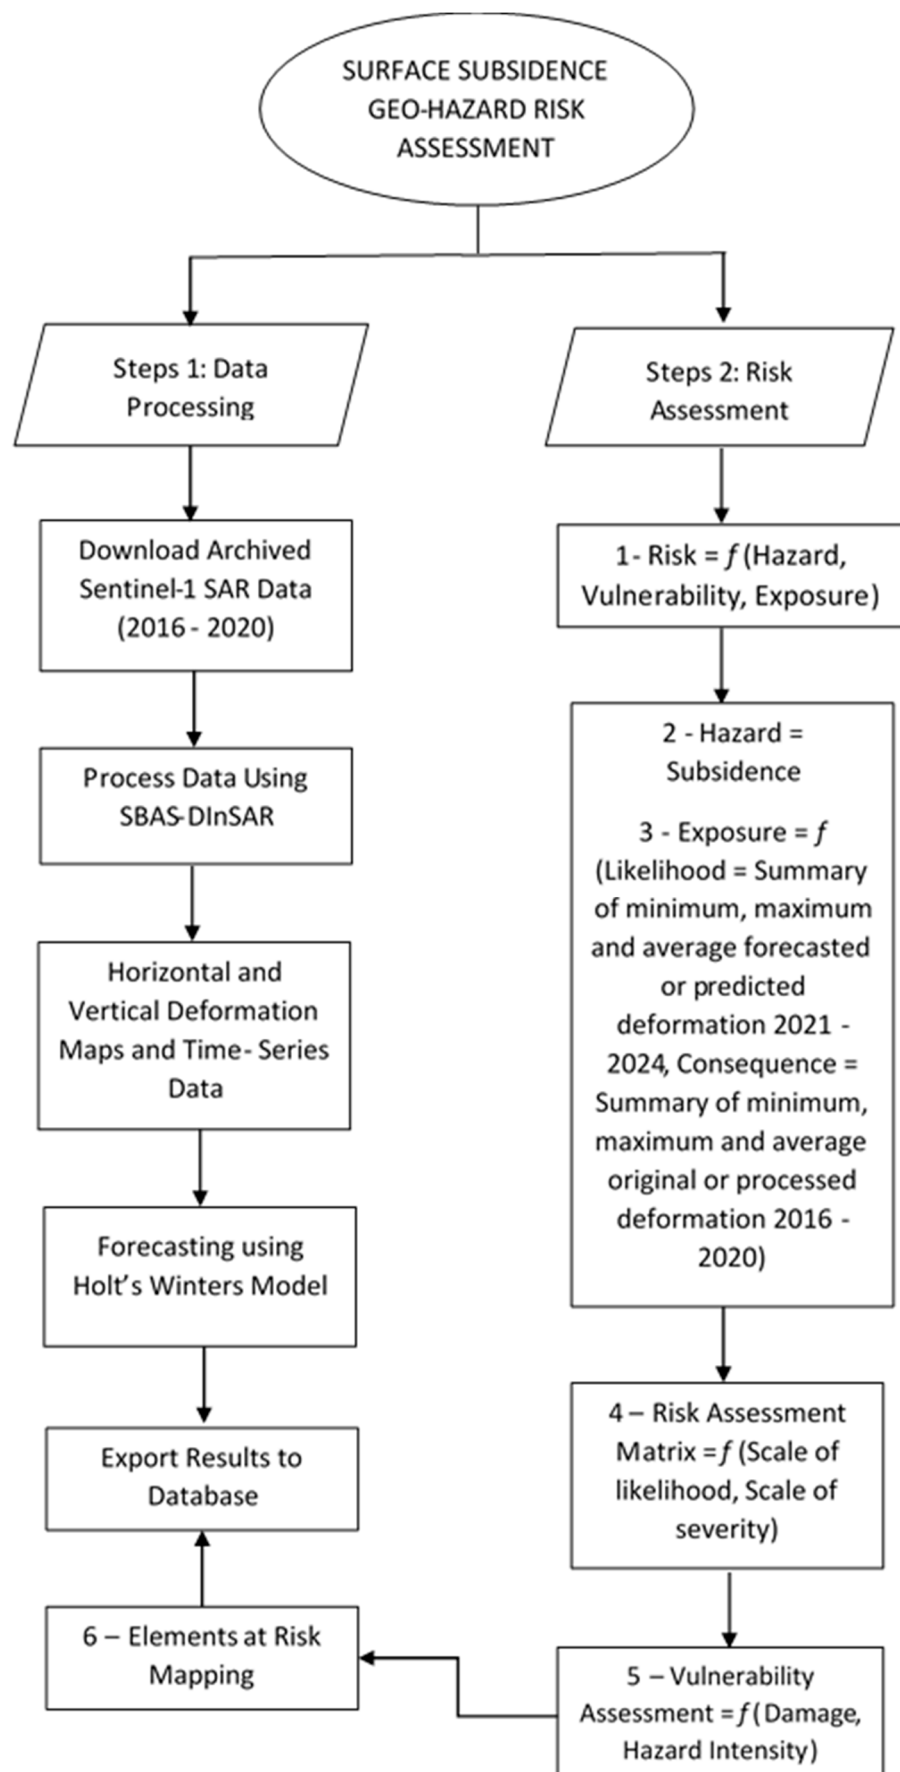 SURFACE SUBSIDENCE
GEO-HAZARD RISK
ASSESSMENT
Steps 1: Data
Processing
Download Archived
Sentinel-1 SAR Data
(2016 - 2020)
Process Data Using
SBAS-DInSAR
Horizontal and
Vertical Deformation
Maps and Time- Series
Data
Forecasting using
Holt’s Winters Model
Export Results to
Database
Steps 2: Risk
Assessment
1- Risk = f (Hazard,
Vulnerability, Exposure)
2 - Hazard =
Subsidence
3 - Exposure = f
(Likelihood = Summary
of minimum, maximum
and average forecasted
or predicted
deformation 2021 -
2024, Consequence =
Summary of minimum,
maximum and average
original or processed
deformation 2016 -
2020)
4 – Risk Assessment
Matrix = f (Scale of
likelihood, Scale of
severity)
5 – Vulnerability
Assessment = f (Damage,
Hazard Intensity)
6 – Elements at Risk
Mapping